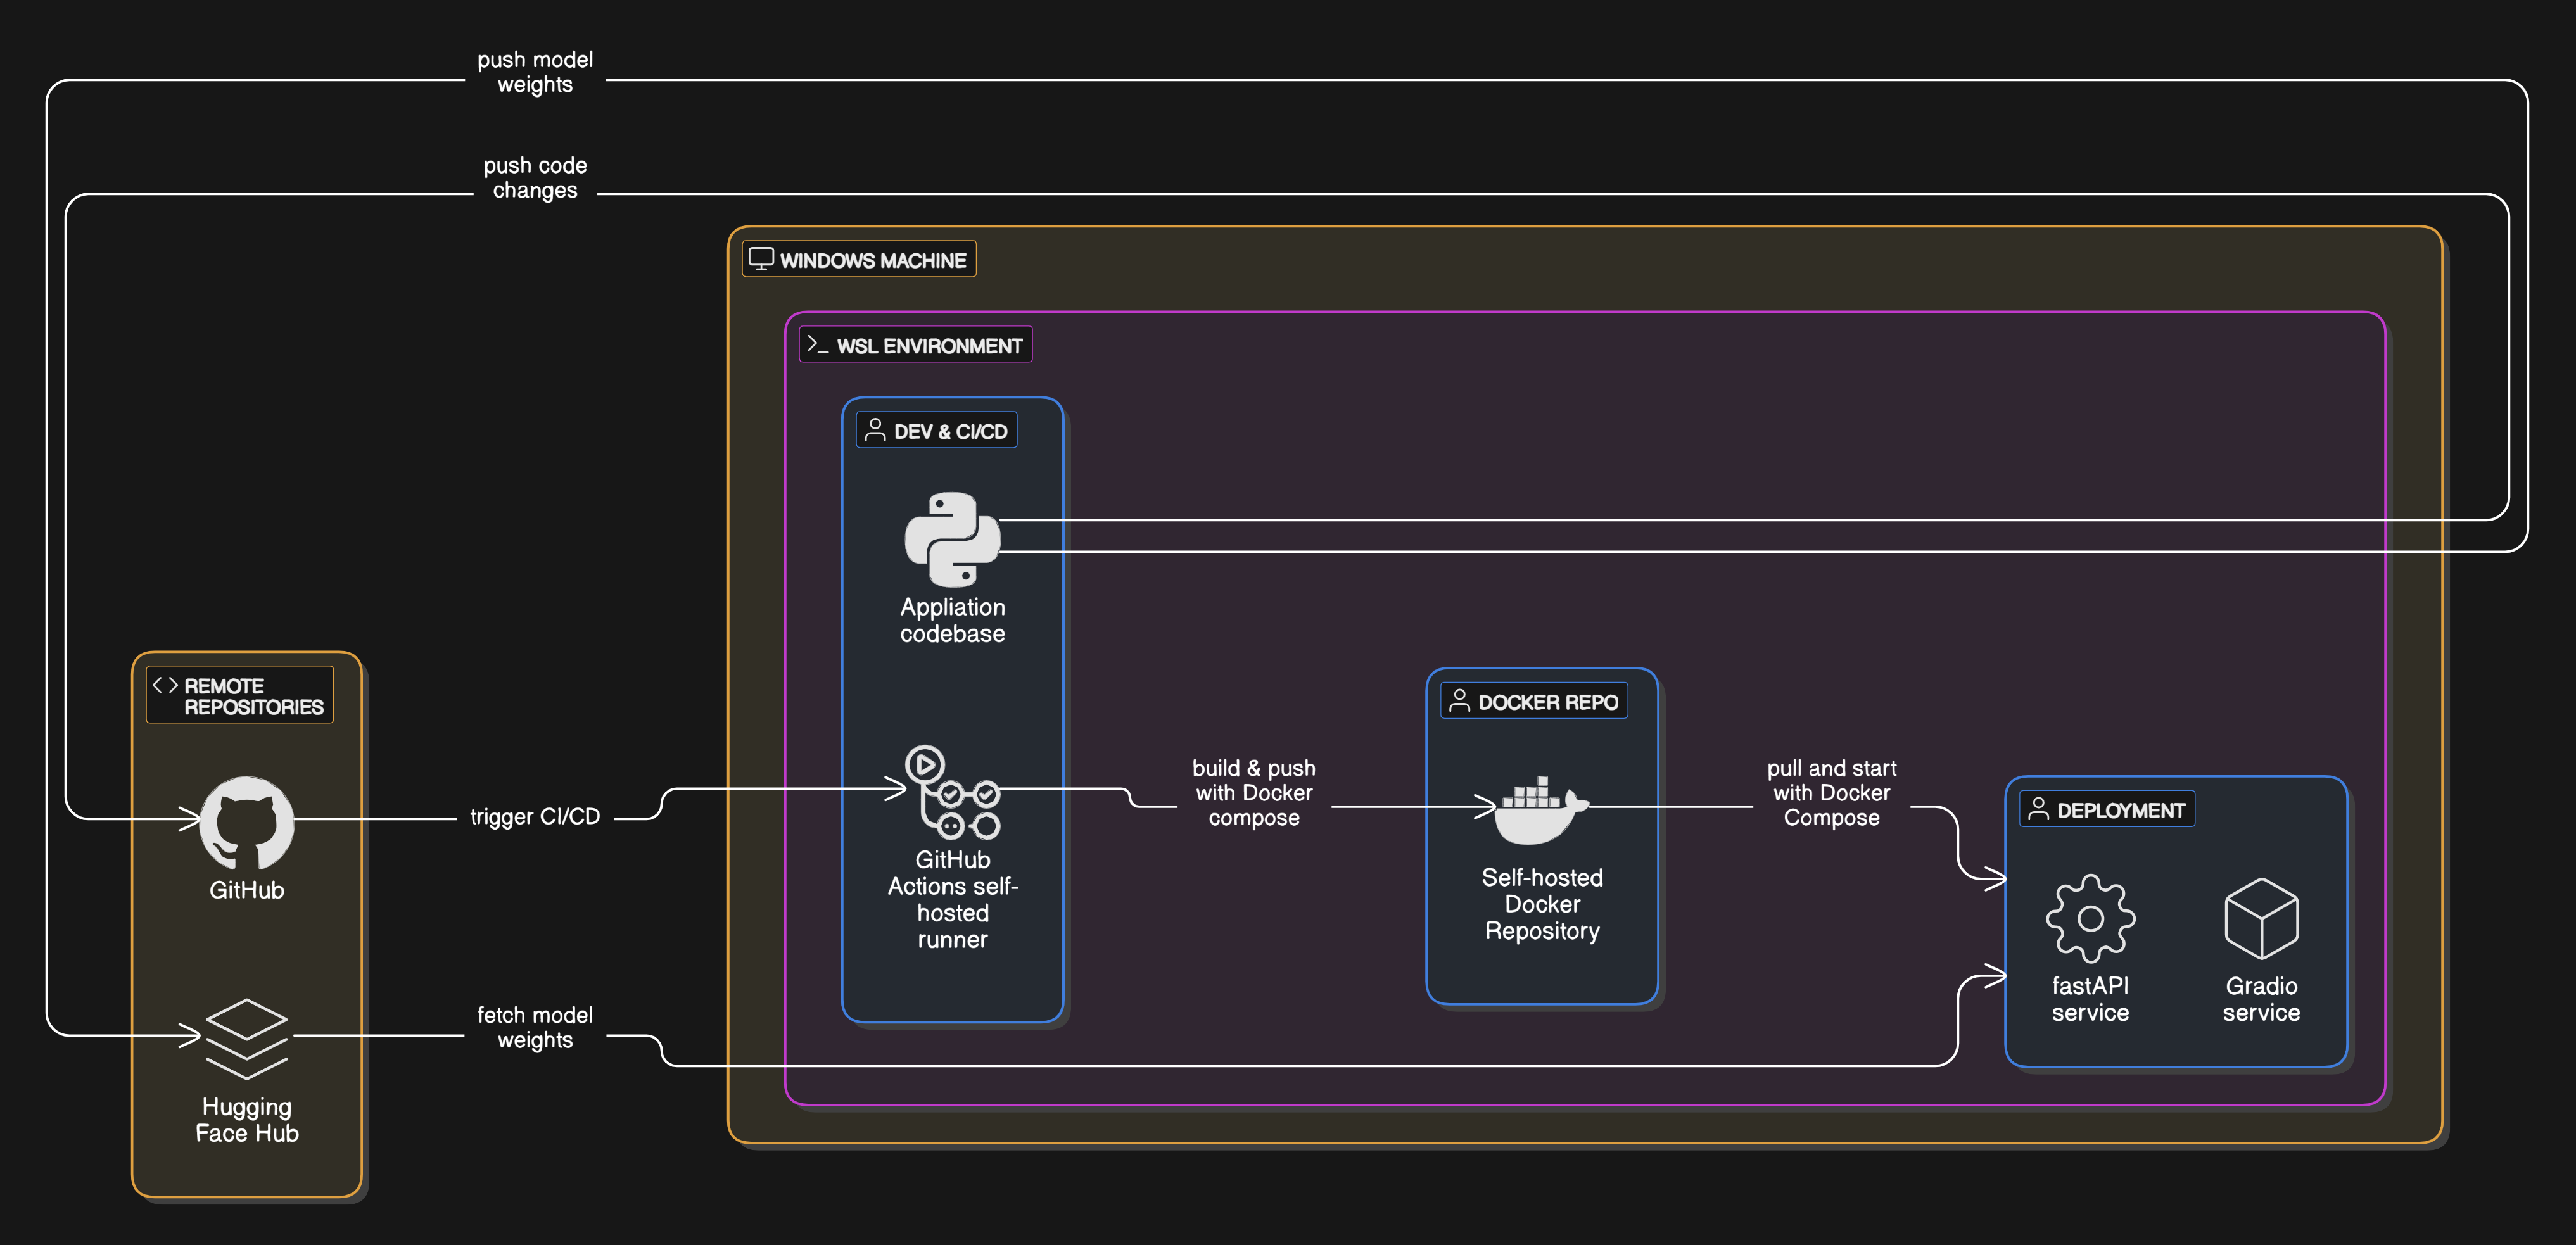 push model
weights
push code
changes
WINDOWS MACHINE
>_ WSL ENVIRONMENT
DEV & CI/CD
Appliation
codebase
REMOTE
REPOSITORIES
GitHub
trigger CI/CD
GitHub
Actions self-
hosted
runner
build & push
with Docker
compose
DOCKER REPO
Self-hosted
Docker
Repository
pull and start
with Docker
Compose
DEPLOYMENT
fastAPI
service
Gradio
service
fetch model
weights
Hugging
Face Hub